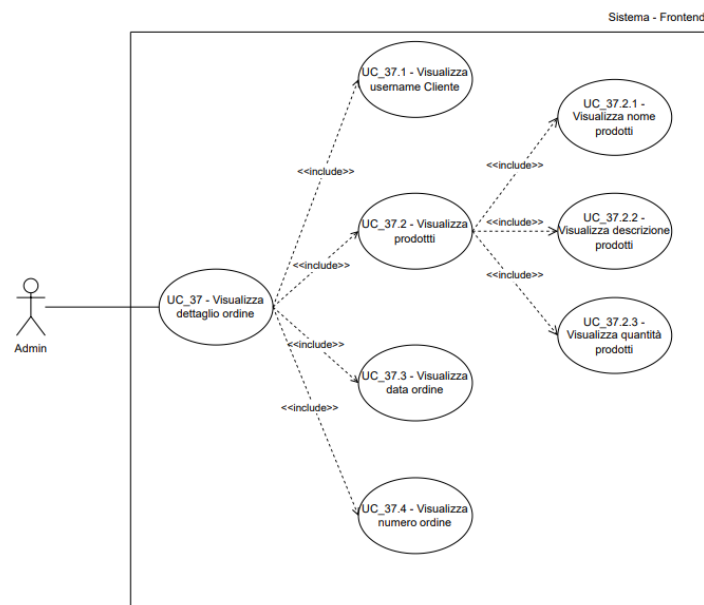 Sistema - Frontend
UC_37.1 - Visualizza
username Cliente
UC_37.2.1 -
Visualizza nome
prodotti
<<include>>
<<include>>
UC_37.2 - Visualizza
prodottti
<<include>>
UC_37.2.2 -
Visualizza descrizione
prodotti
<<include>>
<<include>>
UC_37 - Visualizza
dettaglio ordine
UC_37.2.3 -
Visualizza quantità
prodotti
Admin
<<include>>
UC_37.3 - Visualizza
data ordine
<<include>>
UC_37.4 - Visualizza
numero ordine